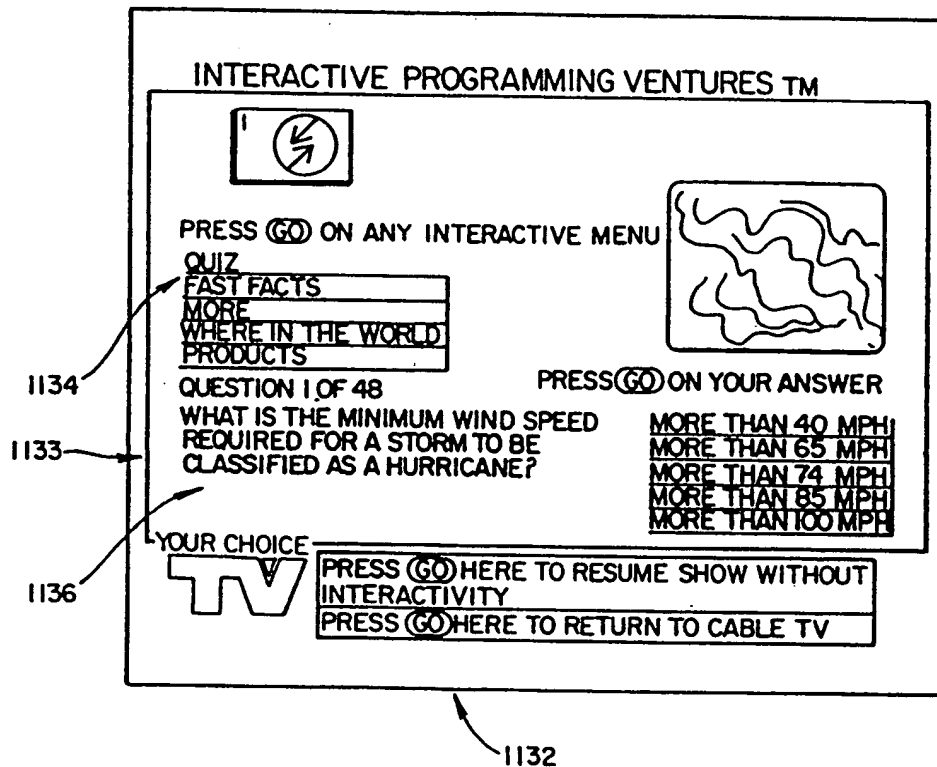 INTERACTIVE PROGRAMMING VENTURES TM
1
PRESS GO ON ANY INTERACTIVE MENU
QUIZ
FAST FACTS
MORE
WHERE IN THE WORLD
PRODUCTS
1134
QUESTION 1 OF 48
WHAT IS THE MINIMUM WIND SPEED
REQUIRED FOR A STORM TO BE
CLASSIFIED AS A HURRICANE?
1133
PRESS GO ON YOUR ANSWER
MORE THAN 40 MPH
MORE THAN 65 MPH
MORE THAN 74 MPH
MORE THAN 85 MPH
MORE THAN 100 MPH
1136
YOUR CHOICE
TV
PRESS GO HERE TO RESUME SHOW WITHOUT
INTERACTIVITY
PRESS GO HERE TO RETURN TO CABLE TV
1132